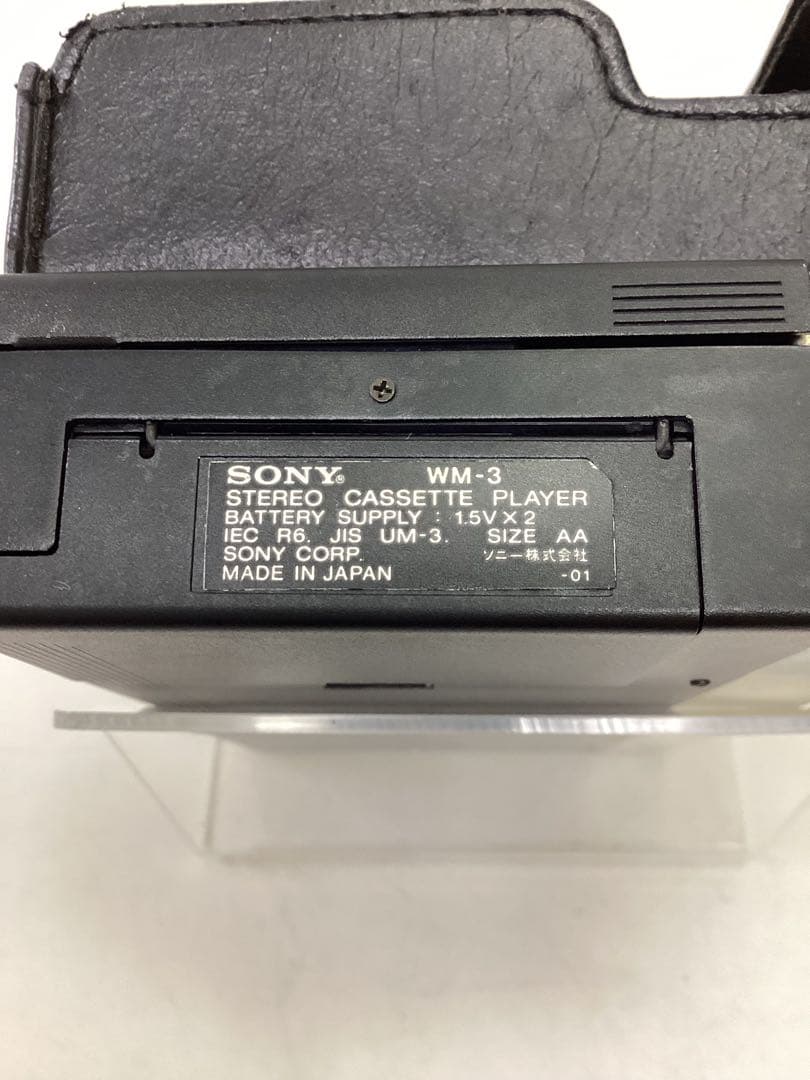 SONY® WM-3
STEREO CASSETTE PLAYER
BATTERY SUPPLY : 1.5V×2
IEC R6. JIS UM-3. SIZE AA
SONY CORP. ソニー株式会社
MADE IN JAPAN -01